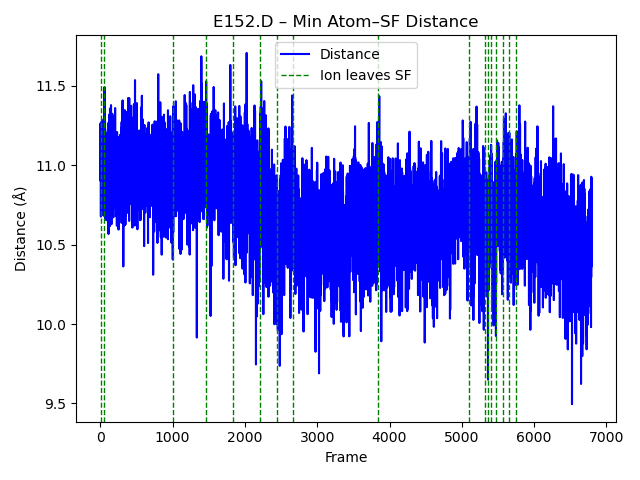 E152.D – Min Atom–SF Distance
Distance
Ion leaves SF
Distance (Å)
11.5
11.0
10.5
10.0
9.5
0 1000 2000 3000 4000 5000 6000 7000
Frame